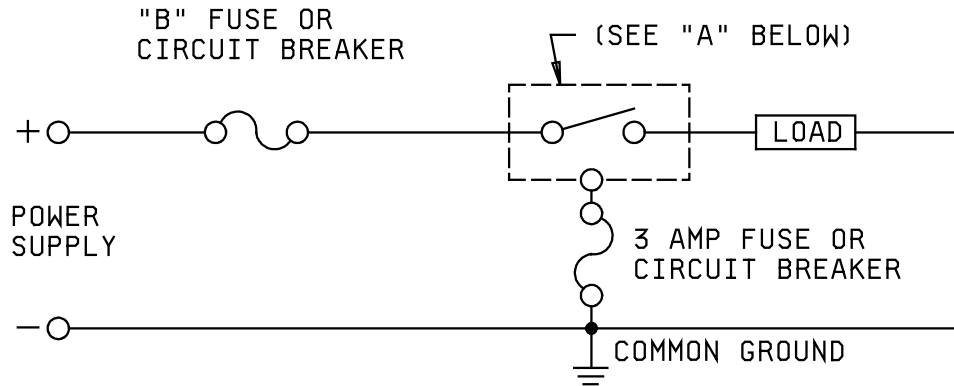 "B" FUSE OR
CIRCUIT BREAKER
(SEE "A" BELOW)
+
LOAD
POWER
SUPPLY
3 AMP FUSE OR
CIRCUIT BREAKER
-
COMMON GROUND